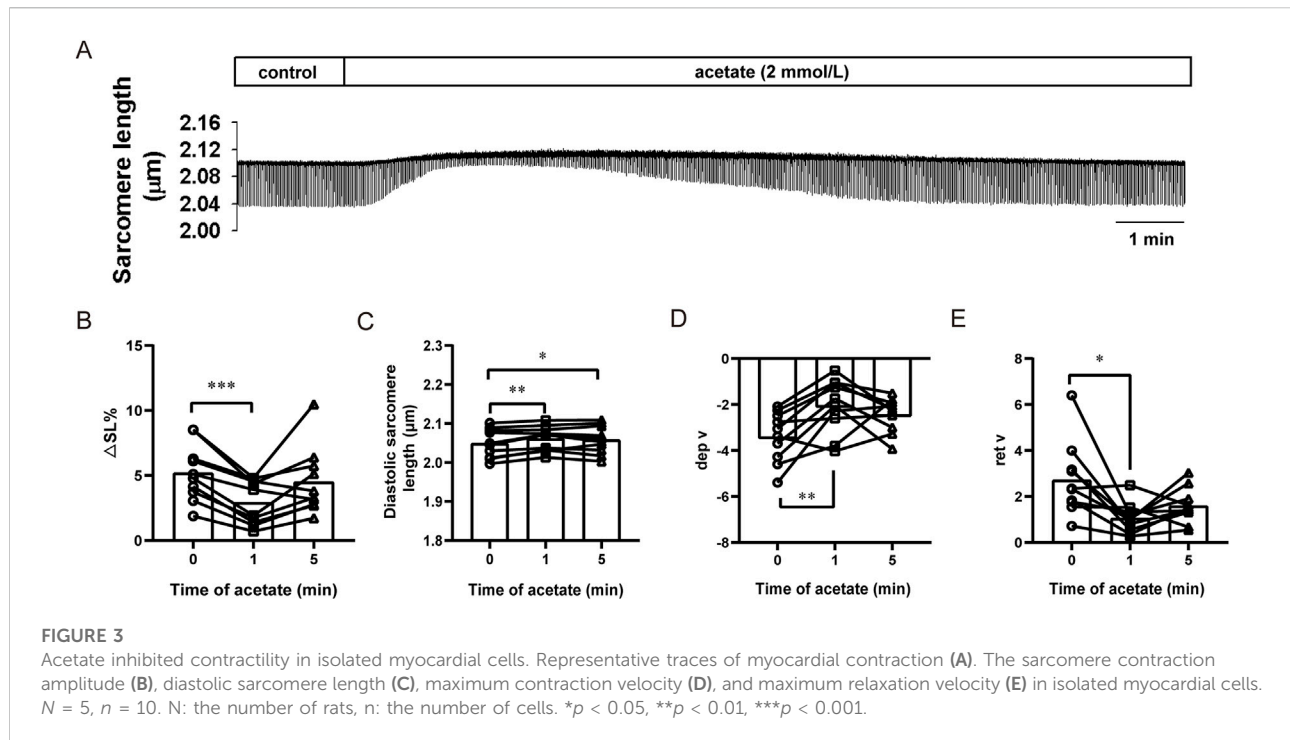 A
control
acetate (2 mmol/L)
Sarcomere length
(μm)
2.16
2.12
2.08
2.04
2.00
1 min
B
ΔSL%
15
10
5
0
***
0 1 5
Time of acetate (min)
C
Diastolic sarcomere
length (μm)
2.3
2.2
2.1
2.0
1.9
1.8
*
**
0 1 5
Time of acetate (min)
D
dep v
0
-2
-4
-6
-8
**
0 1 5
Time of acetate (min)
E
ret v
8
6
4
2
0
*
0 1 5
Time of acetate (min)
FIGURE 3
Acetate inhibited contractility in isolated myocardial cells. Representative traces of myocardial contraction (A). The sarcomere contraction
amplitude (B), diastolic sarcomere length (C), maximum contraction velocity (D), and maximum relaxation velocity (E) in isolated myocardial cells.
N = 5, n = 10. N: the number of rats, n: the number of cells. *p < 0.05, **p < 0.01, ***p < 0.001.